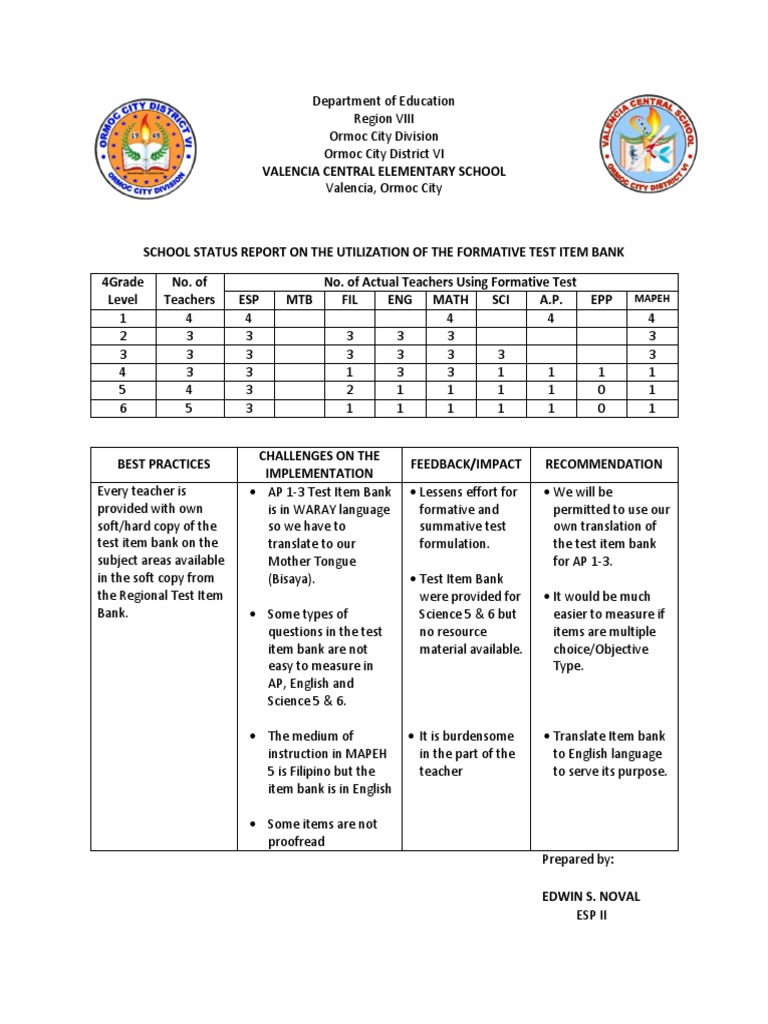 Department of Education
Region VIII
Ormoc City Division
Ormoc City District VI
VALENCIA CENTRAL ELEMENTARY SCHOOL
Valencia, Ormoc City
ORMOC CITY DISTRICT VI
1949
ORMOC CITY DIVISION
VALENCIA CENTRAL SCHOOL
ORMOC CITY DISTRICT VI
SCHOOL STATUS REPORT ON THE UTILIZATION OF THE FORMATIVE TEST ITEM BANK
4Grade No. of No. of Actual Teachers Using Formative Test
Level Teachers ESP MTB FIL ENG MATH SCI A.P. EPP MAPEH
1 4 4 4 4 4
2 3 3 3 3 3 3
3 3 3 3 3 3 3 3
4 3 3 1 3 3 1 1 1 1
5 4 3 2 1 1 1 1 0 1
6 5 3 1 1 1 1 1 0 1
BEST PRACTICES
CHALLENGES ON THE
IMPLEMENTATION
FEEDBACK/IMPACT
RECOMMENDATION
Every teacher is
provided with own
soft/hard copy of the
test item bank on the
subject areas available
in the soft copy from
the Regional Test Item
Bank.
• AP 1-3 Test Item Bank
is in WARAY language
so we have to
translate to our
Mother Tongue
(Bisaya).
• Some types of
questions in the test
item bank are not
easy to measure in
AP, English and
Science 5 & 6.
• The medium of
instruction in MAPEH
5 is Filipino but the
item bank is in English
• Some items are not
proofread
• Lessens effort for
formative and
summative test
formulation.
• Test Item Bank
were provided for
Science 5 & 6 but
no resource
material available.
• It is burdensome
in the part of the
teacher
• We will be
permitted to use our
own translation of
the test item bank
for AP 1-3.
• It would be much
easier to measure if
items are multiple
choice/Objective
Type.
• Translate Item bank
to English language
to serve its purpose.
Prepared by:
EDWIN S. NOVAL
ESP II